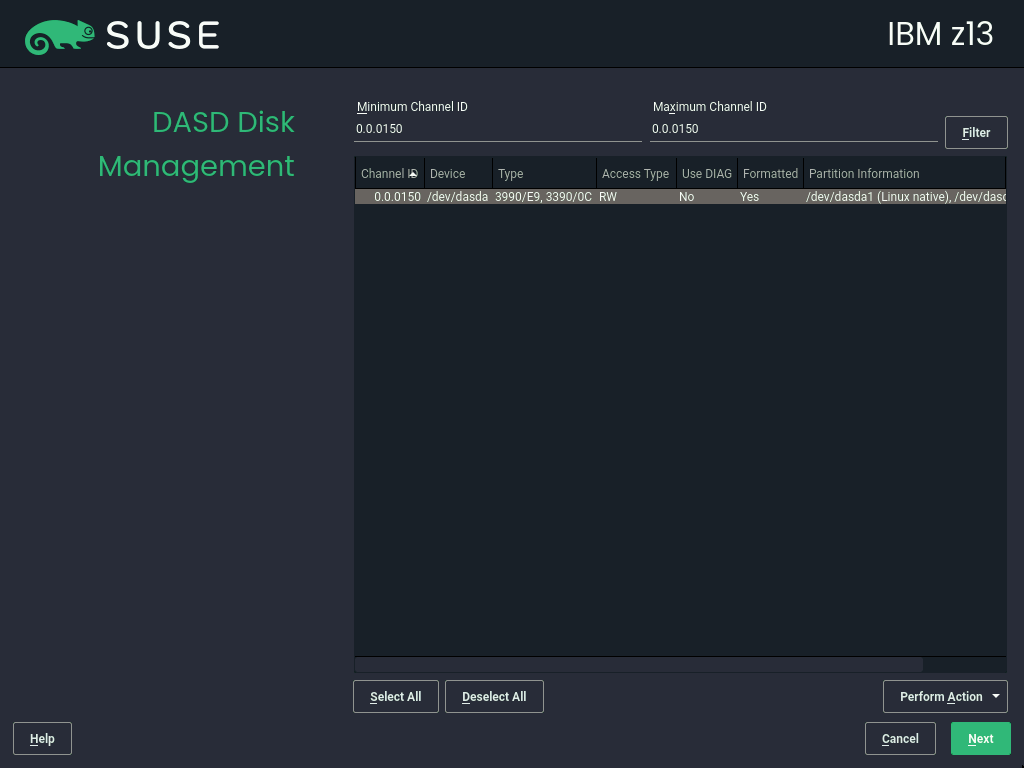 SUSE
IBM z13
DASD Disk
Management
Minimum Channel ID
Maximum Channel ID
0.0.0150
0.0.0150
Filter
Channel ID Device Type Access Type Use DIAG Formatted Partition Information
0.0.0150 /dev/dasda 3990/E9, 3390/0C RW No Yes /dev/dasda1 (Linux native), /dev/dasd
Select All
Deselect All
Perform Action
Help
Cancel
Next